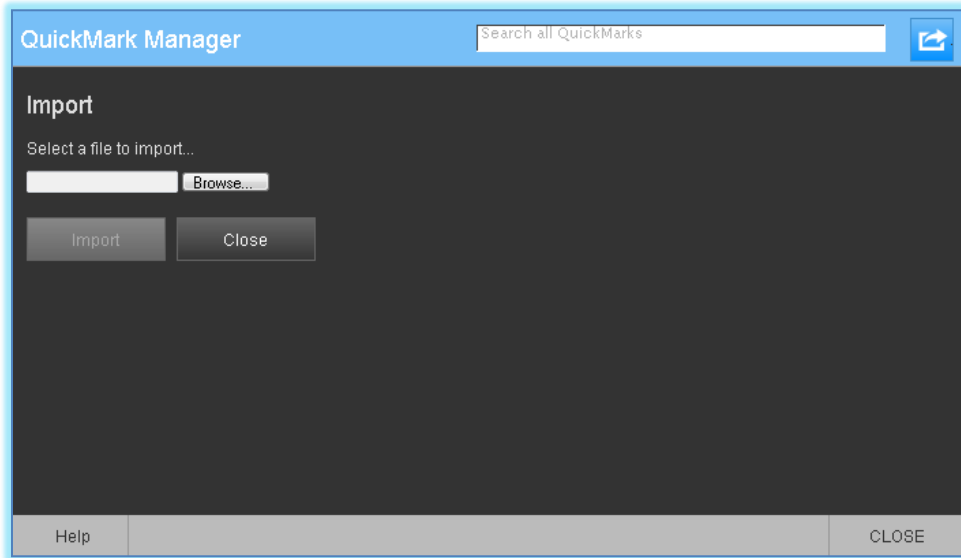 QuickMark Manager
Search all QuickMarks
Import
Select a file to import...
Browse...
Import Close
Help CLOSE